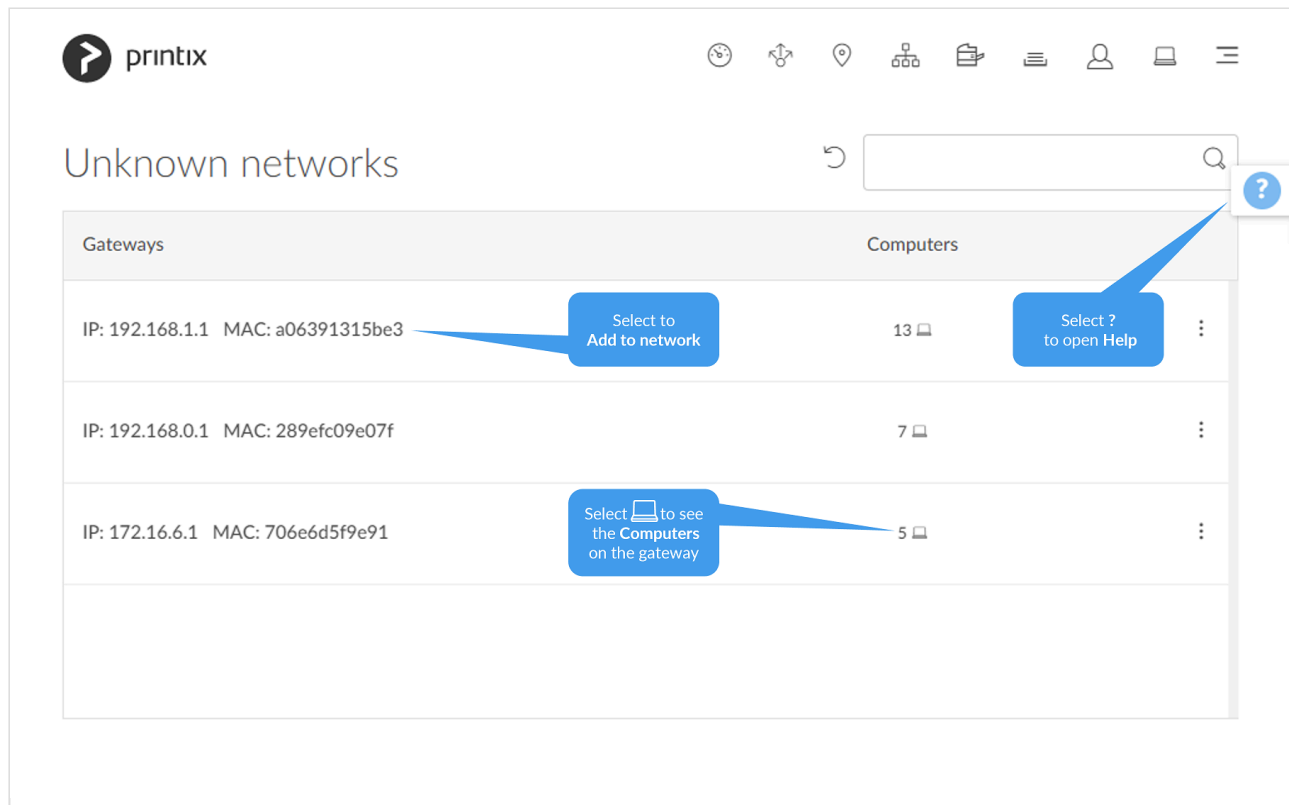 printix
Unknown networks
?
Gateways
Computers
IP: 192.168.1.1 MAC: a06391315be3
Select to
Add to network
13
Select ?
to open Help
IP: 192.168.0.1 MAC: 289efc09e07f
7
IP: 172.16.6.1 MAC: 706e6d5f9e91
Select to see
the Computers
on the gateway
5